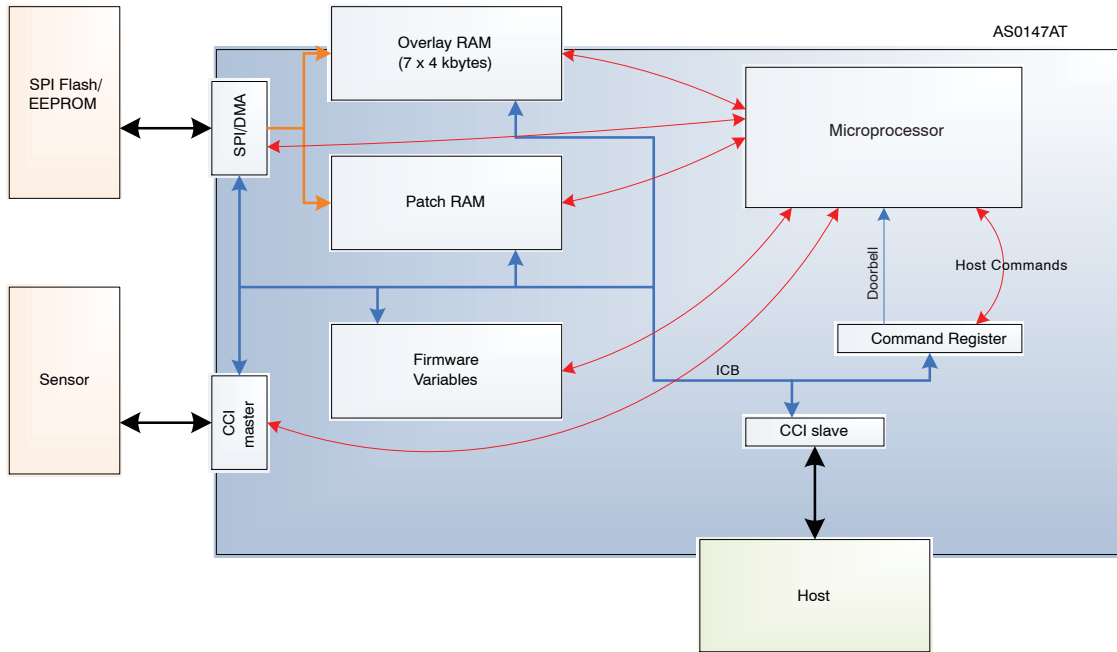 AS0147AT
SPI Flash/
EEPROM
SPI/DMA
Overlay RAM
(7 x 4 kbytes)
Microprocessor
Patch RAM
Doorbell
Host Commands
Sensor
CCI
master
Firmware
Variables
Command Register
ICB
CCI slave
Host